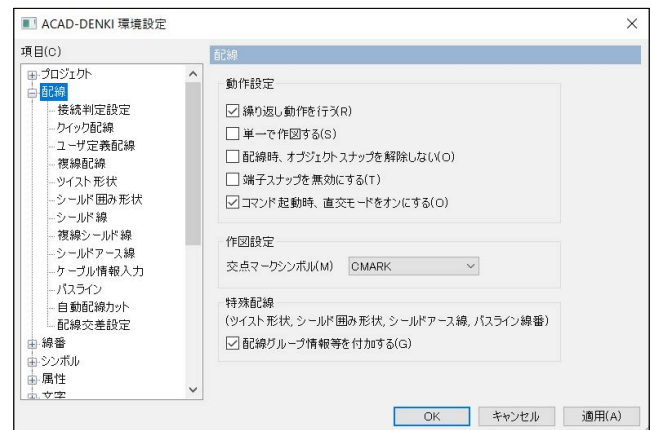 ACAD-DENKI 環境設定
項目(C)
プロジェクト
配線
接続判定設定
クイック配線
ユーザ定義配線
複線配線
ツイスト形状
シールド囲み形状
シールド線
複線シールド線
シールドアース線
ケーブル情報入力
パスライン
自動配線カット
配線交差設定
線番
シンボル
属性
文字
配線
動作設定
繰り返し動作を行う(R)
単一で作図する(S)
配線時、オブジェクトスナップを解除しない(O)
端子スナップを無効にする(T)
コマンド起動時、直交モードをオンにする(O)
作図設定
交点マークシンボル(M) CMARK
特殊配線
(ツイスト形状, シールド囲み形状, シールドアース線, パスライン線番)
配線グループ情報等を付加する(G)
OK キャンセル 適用(A)